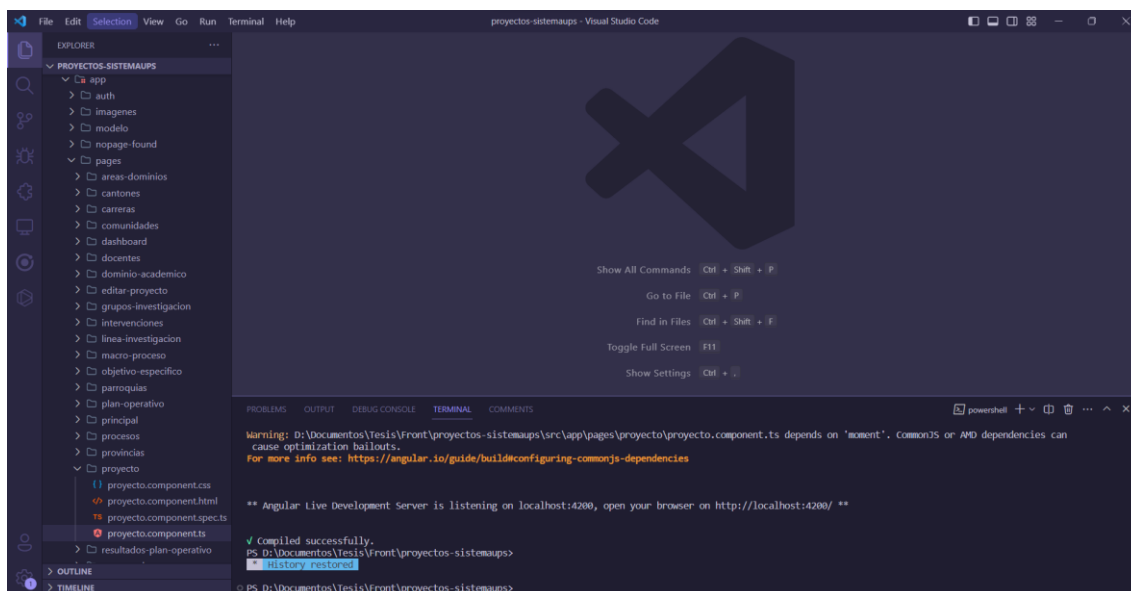 File Edit Selection View Go Run Terminal Help
proyectos-sistemaups - Visual Studio Code
EXPLORER
PROYECTOS-SISTEMAUPS
app
auth
imagenes
modelo
nopage-found
pages
areas-dominios
cantones
carreras
comunidades
dashboard
docentes
dominio-academico
editar-proyecto
grupos-investigacion
intervenciones
linea-investigacion
macro-proceso
objetivo-especifico
parroquias
plan-operativo
principal
procesos
provincias
proyecto
{} proyecto.component.css
<> proyecto.component.html
TS proyecto.component.spec.ts
proyecto.component.ts
resultados-plan-operativo
OUTLINE
TIMELINE
1
Show All Commands Ctrl + Shift + P
Go to File Ctrl + P
Find in Files Ctrl + Shift + F
Toggle Full Screen F11
Show Settings Ctrl + ,
PROBLEMS OUTPUT DEBUG CONSOLE TERMINAL COMMENTS
powershell
Warning: D:\Documentos\Tesis\Front\proyectos-sistemaups\src\app\pages\proyecto\proyecto.component.ts depends on 'moment'. CommonJS or AMD dependencies can
cause optimization bailouts.
For more info see: https://angular.io/guide/build#configuring-commonjs-dependencies
** Angular Live Development Server is listening on localhost:4200, open your browser on http://localhost:4200/ **
√ Compiled successfully.
PS D:\Documentos\Tesis\Front\proyectos-sistemaups>
* History restored
PS D:\Documentos\Tesis\Front\proyectos-sistemaups>